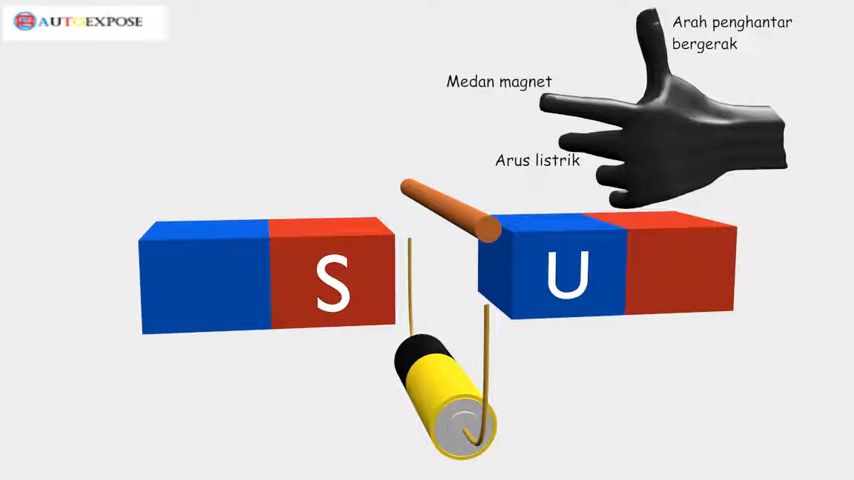 AUTOEXPOSE
Arah penghantar
bergerak
Medan magnet
Arus listrik
S
U